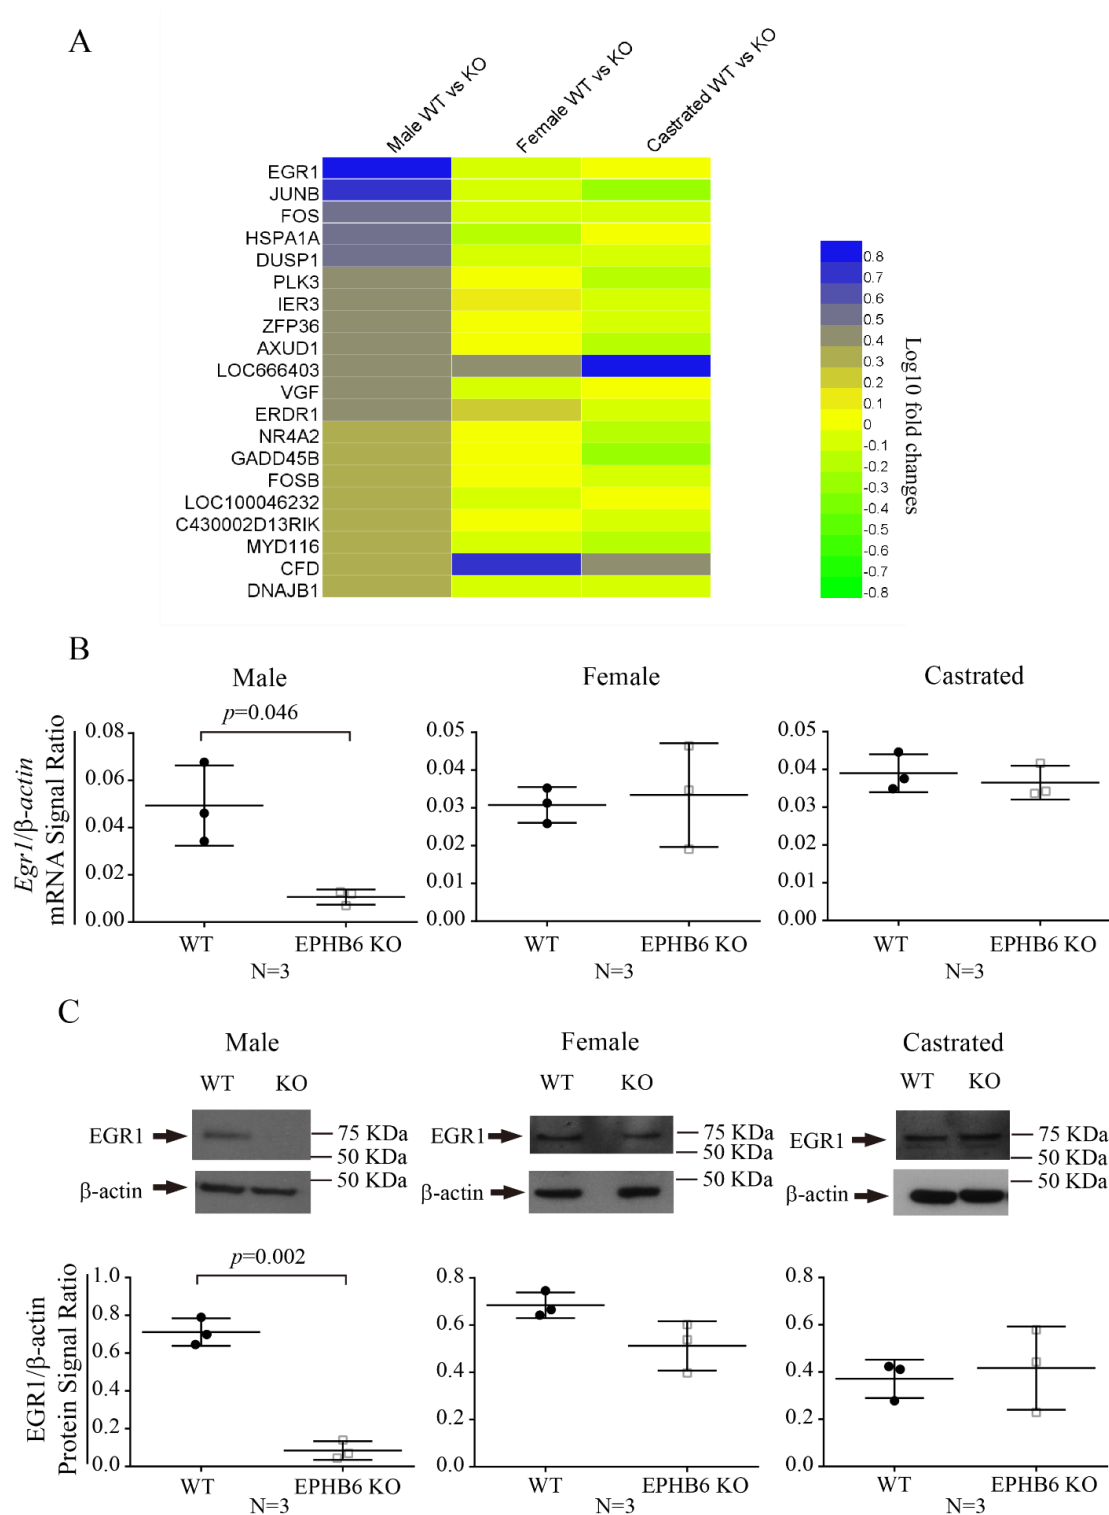 A
Male WT vs KO
Female WT vs KO
Castrated WT vs KO
EGR1
JUNB
FOS
HSPA1A
DUSP1
PLK3
IER3
ZFP36
AXUD1
LOC666403
VGF
ERDR1
NR4A2
GADD45B
FOSB
LOC100046232
C430002D13RIK
MYD116
CFD
DNAJB1
0.8
0.7
0.6
0.5
0.4
0.3
0.2
0.1
0
-0.1
-0.2
-0.3
-0.4
-0.5
-0.6
-0.7
-0.8
Log10 fold changes
B
Male
Female
Castrated
Egr1/β-actin
mRNA Signal Ratio
p=0.046
0.08
0.06
0.04
0.02
0.00
WT
EPHB6 KO
N=3
0.05
0.04
0.03
0.02
0.01
0.00
WT
EPHB6 KO
N=3
0.05
0.04
0.03
0.02
0.01
0.00
WT
EPHB6 KO
N=3
C
Male
WT KO
EGR1
75 KDa
50 KDa
β-actin
50 KDa
Female
WT KO
EGR1
75 KDa
50 KDa
β-actin
50 KDa
Castrated
WT KO
EGR1
75 KDa
50 KDa
β-actin
50 KDa
EGR1/β-actin
Protein Signal Ratio
p=0.002
1.0
0.8
0.6
0.4
0.2
0.0
WT
EPHB6 KO
N=3
0.8
0.6
0.4
0.2
0.0
WT
EPHB6 KO
N=3
0.8
0.6
0.4
0.2
0.0
WT
EPHB6 KO
N=3